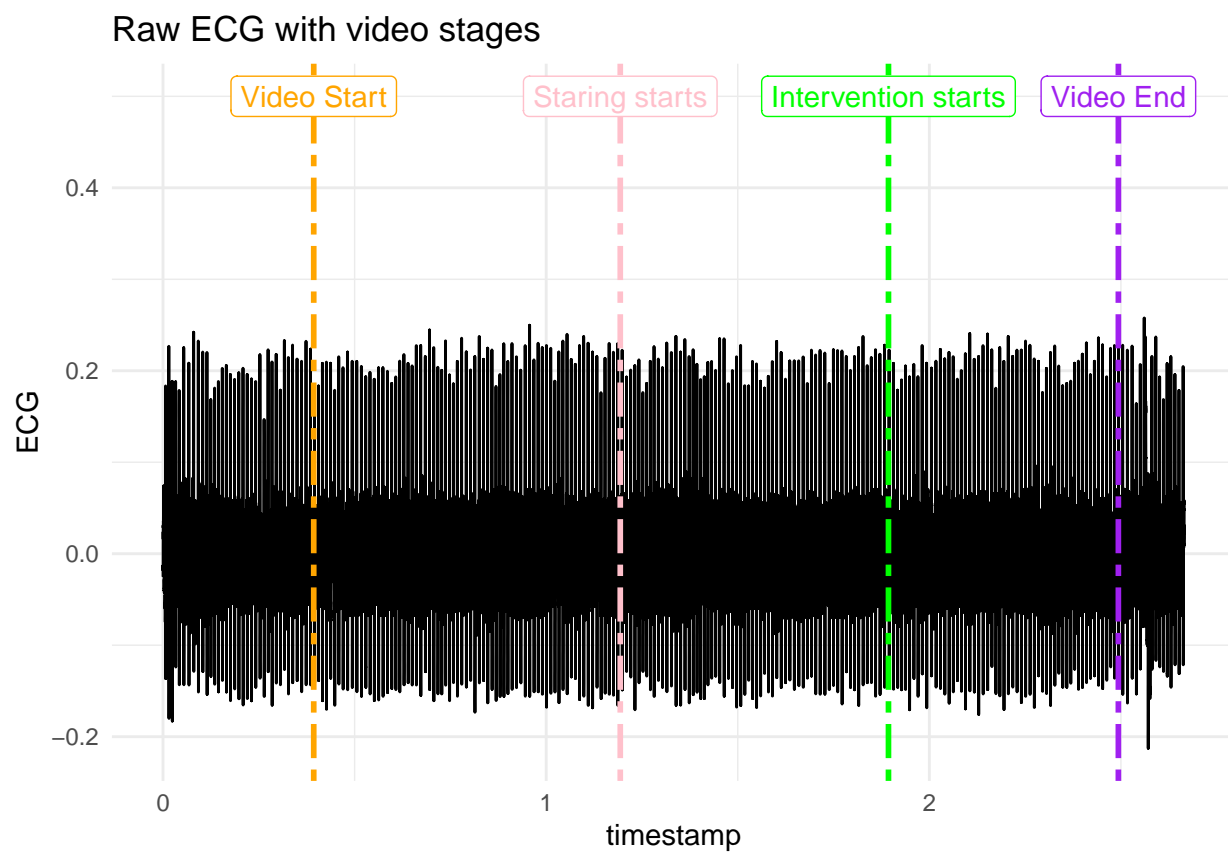 Raw ECG with video stages
Video Start
Staring starts
Intervention starts
Video End
0.4
0.2
0.0
−0.2
ECG
0
1
2
timestamp